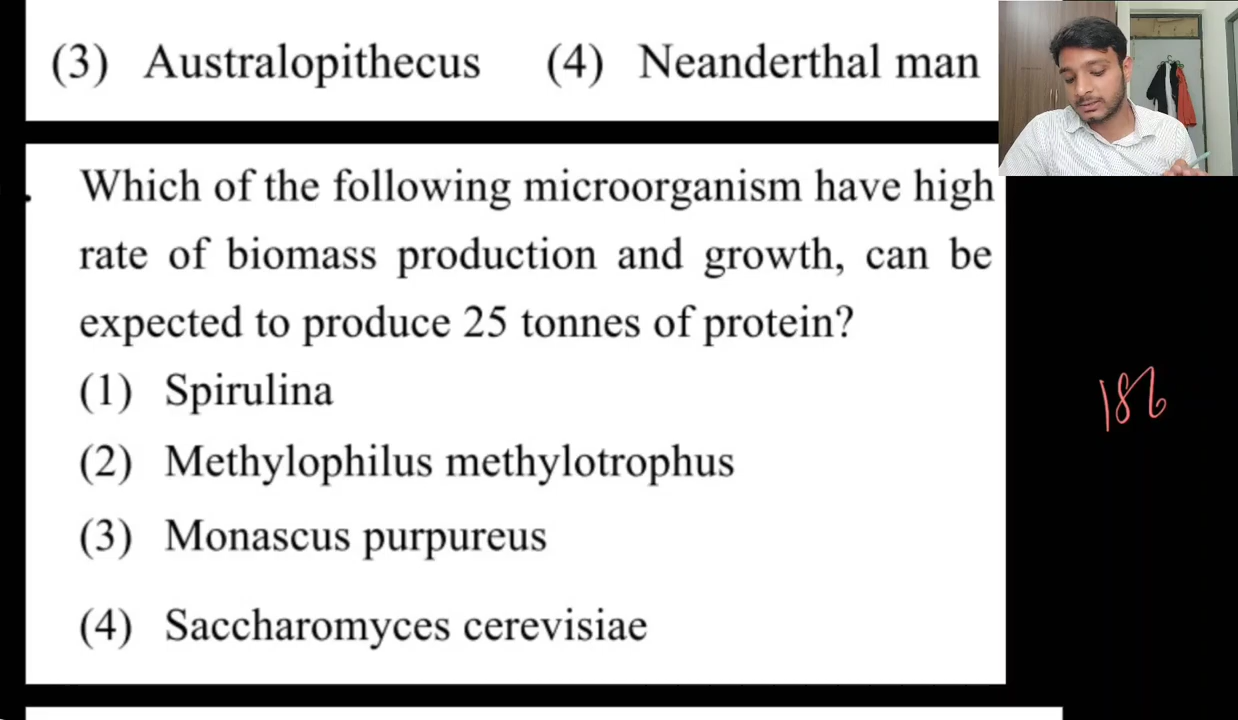 (3) Australopithecus (4) Neanderthal man
. Which of the following microorganism have high
rate of biomass production and growth, can be
expected to produce 25 tonnes of protein?
(1) Spirulina
(2) Methylophilus methylotrophus
(3) Monascus purpureus
(4) Saccharomyces cerevisiae
186